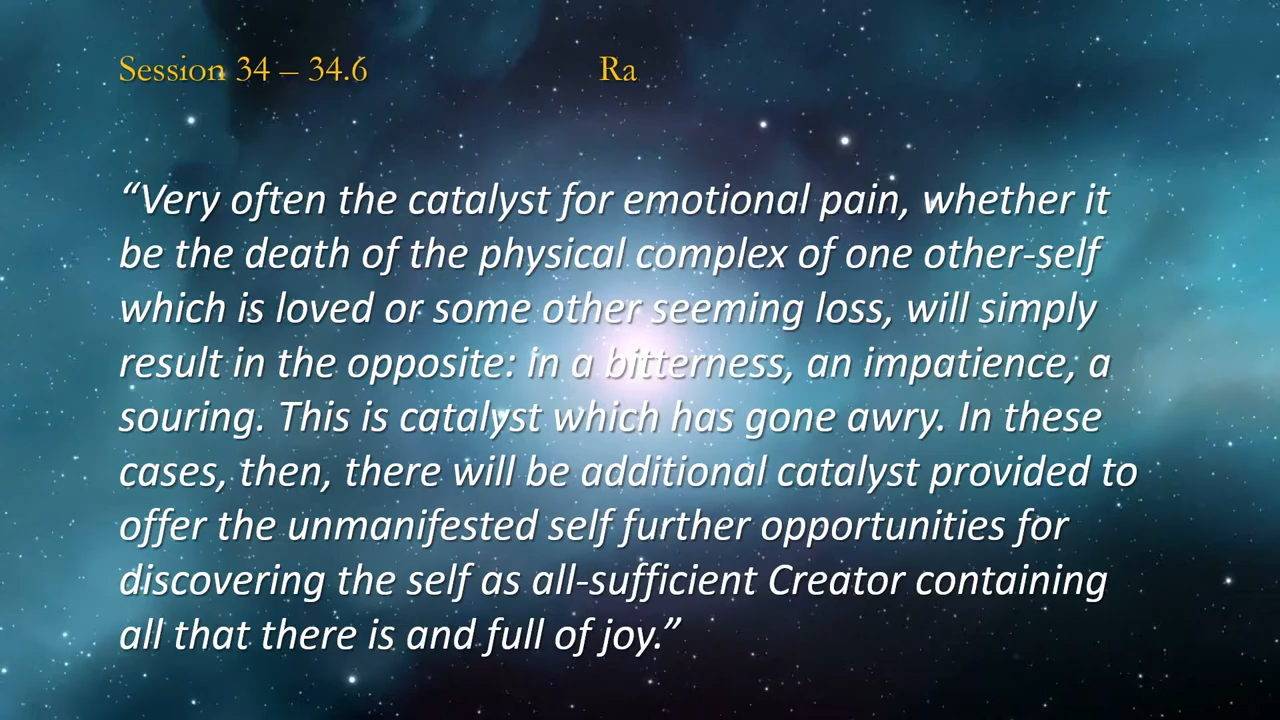 Session 34 – 34.6 Ra
“Very often the catalyst for emotional pain, whether it
be the death of the physical complex of one other-self
which is loved or some other seeming loss, will simply
result in the opposite: in a bitterness, an impatience, a
souring. This is catalyst which has gone awry. In these
cases, then, there will be additional catalyst provided to
offer the unmanifested self further opportunities for
discovering the self as all-sufficient Creator containing
all that there is and full of joy.”